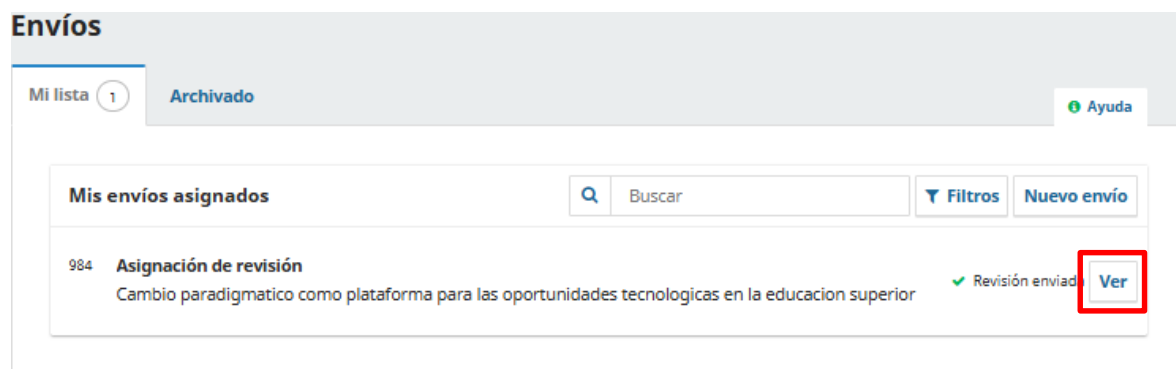 Envíos
Mi lista 1
Archivado
Ayuda
Mis envíos asignados
Buscar
Filtros
Nuevo envío
984 Asignación de revisión
Cambio paradigmatico como plataforma para las oportunidades tecnologicas en la educacion superior
Revisión enviada
Ver